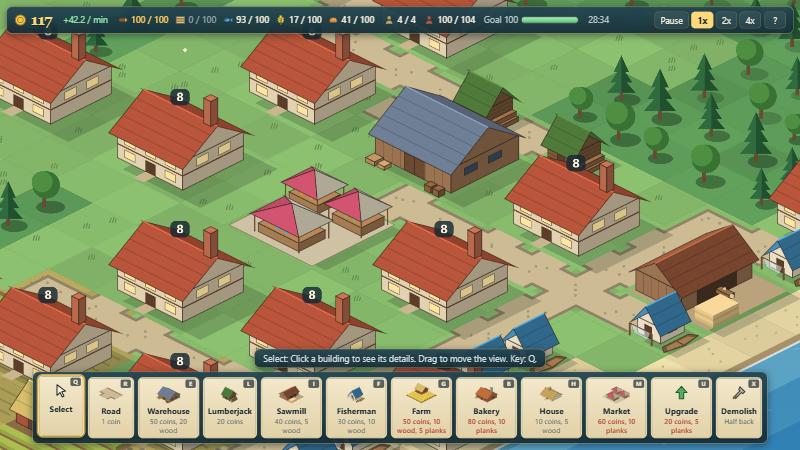 117 +42.2 / min 100 / 100 0 / 100 93 / 100 17 / 100 41 / 100 4 / 4 100 / 104 Goal 100 28:34 Pause 1x 2x 4x ?
8
8
8
8
8
8
8
8
Select: Click a building to see its details. Drag to move the view. Key: Q.
Q
Select
R
Road
1 coin
E
Warehouse
50 coins, 20
wood
L
Lumberjack
20 coins
I
Sawmill
40 coins, 5
wood
F
Fisherman
30 coins, 10
wood
G
Farm
50 coins, 10
wood, 5 planks
B
Bakery
80 coins, 10
planks
H
House
10 coins, 5
wood
M
Market
60 coins, 10
planks
U
Upgrade
20 coins, 5
planks
X
Demolish
Half back